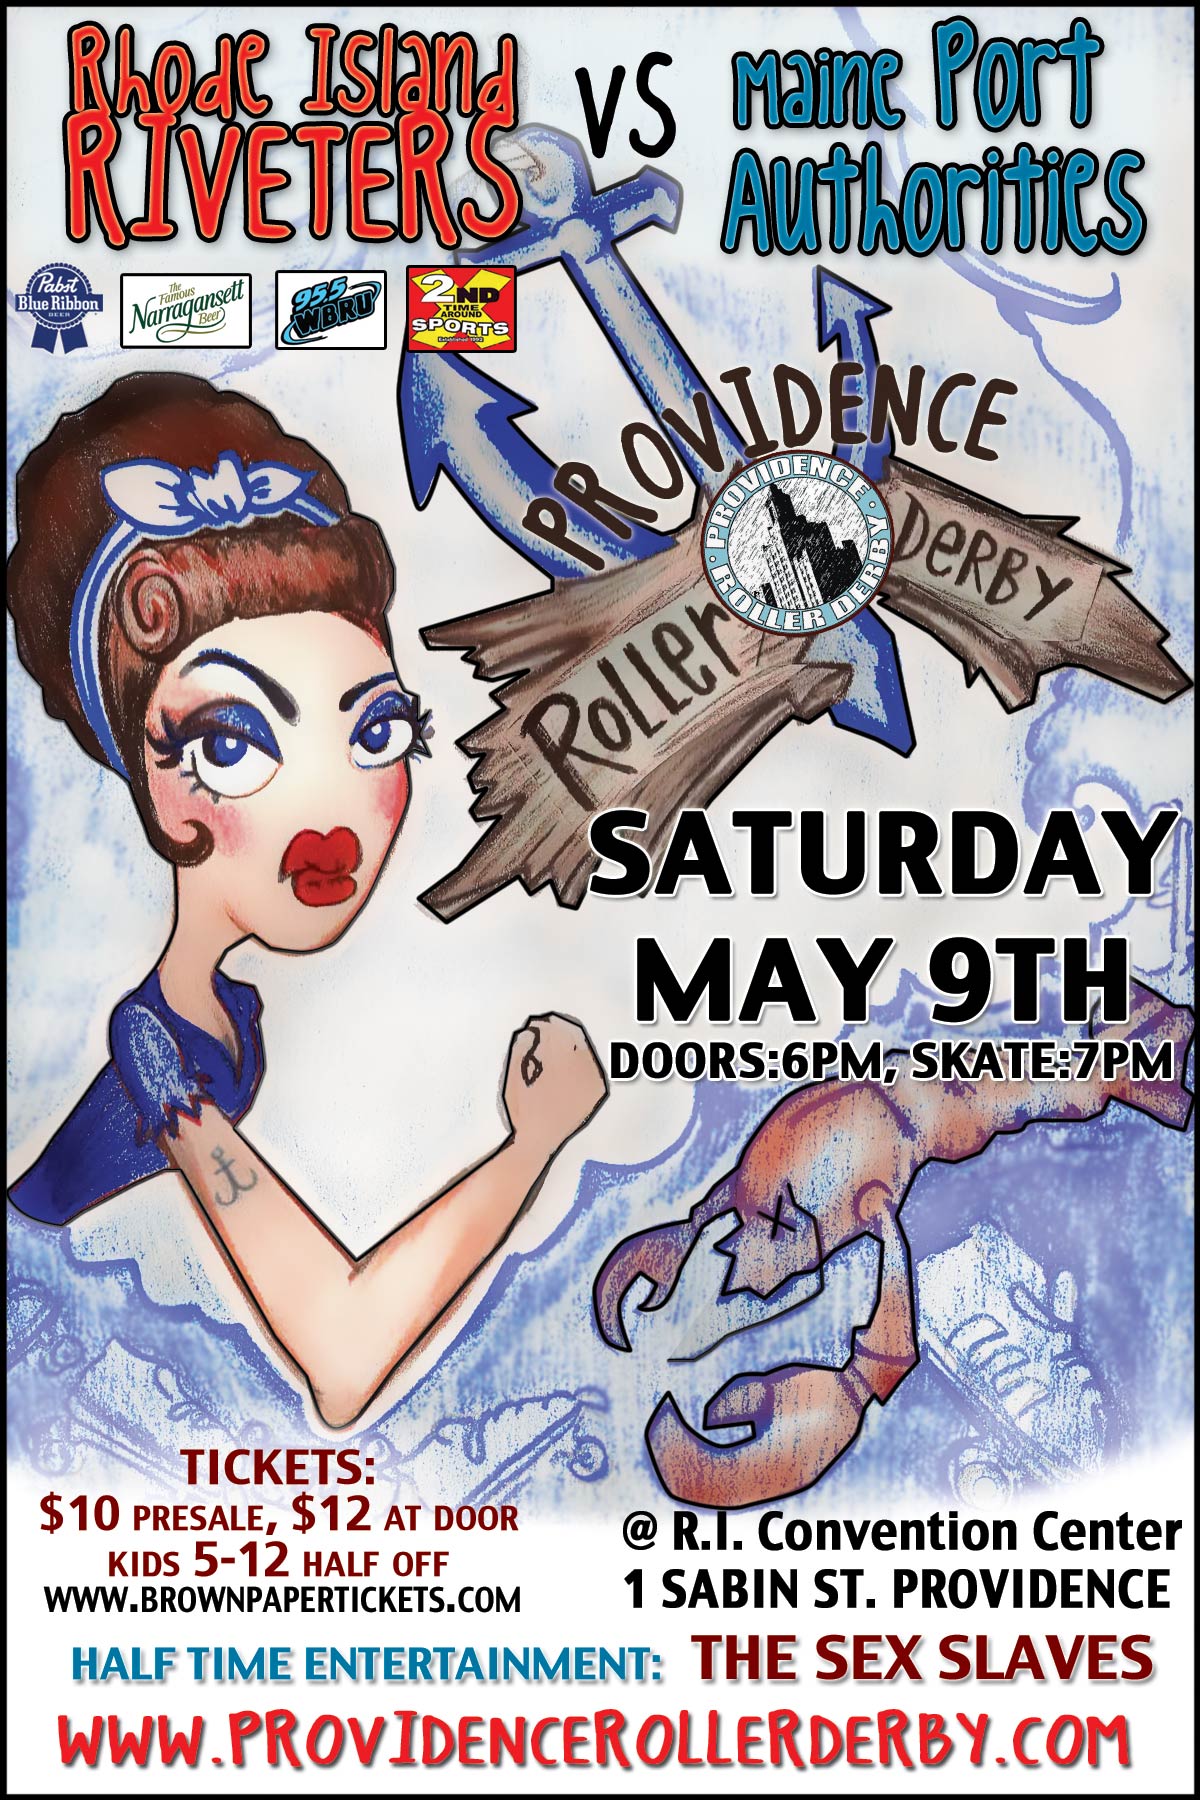 Rhode Island
RIVETERS
VS
Maine Port
Authorities
Pabst
Blue Ribbon
BEER
The
Famous
Narragansett
Beer
95.5
WBRU
2ND
TIME
AROUND
SPORTS
Established 1992
PROVIDENCE
Roller
DERBY
PROVIDENCE
ROLLER DERBY
SATURDAY
MAY 9TH
DOORS:6PM, SKATE:7PM
TICKETS:
$10 PRESALE, $12 AT DOOR
KIDS 5-12 HALF OFF
WWW.BROWNPAPERTICKETS.COM
@ R.I. Convention Center
1 SABIN ST. PROVIDENCE
HALF TIME ENTERTAINMENT: THE SEX SLAVES
WWW.PROVIDENCEROLLERDERBY.COM